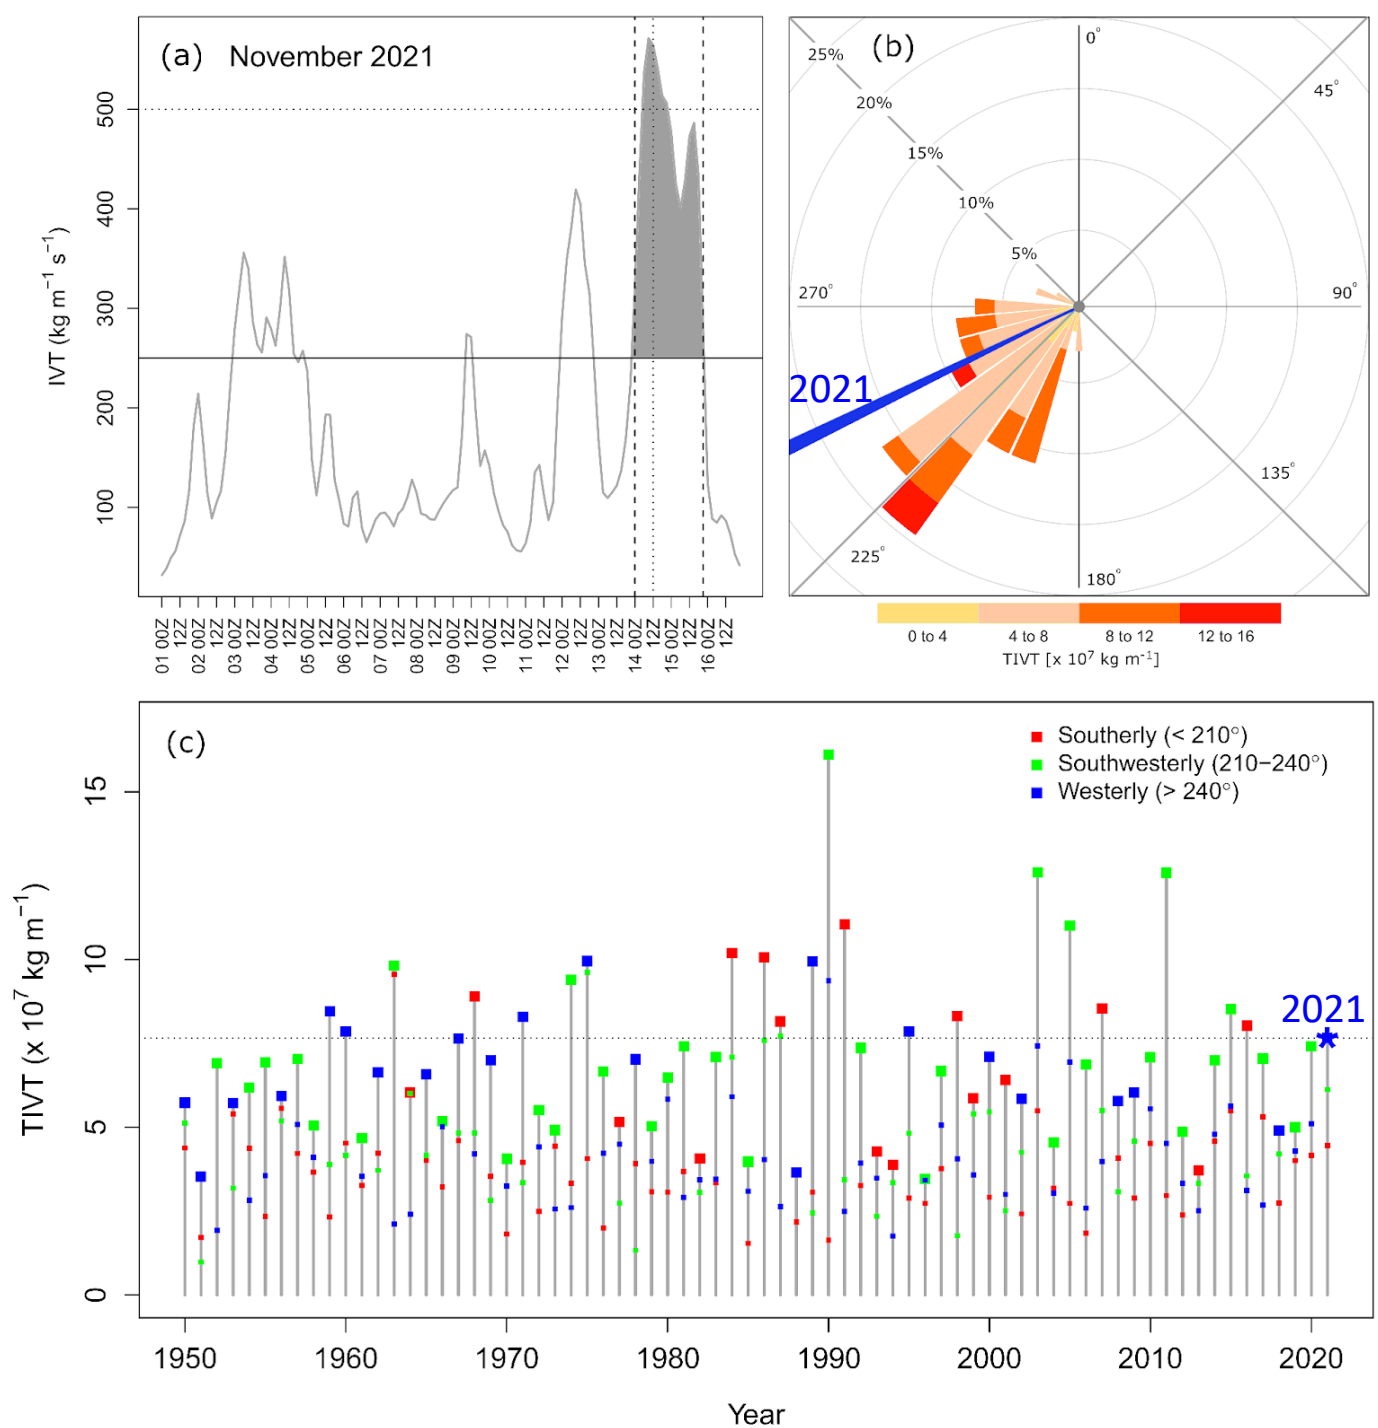 (a) November 2021
IVT (kg m⁻¹ s⁻¹)
500
400
300
200
100
01 00Z
12Z
02 00Z
12Z
03 00Z
12Z
04 00Z
12Z
05 00Z
12Z
06 00Z
12Z
07 00Z
12Z
08 00Z
12Z
09 00Z
12Z
10 00Z
12Z
11 00Z
12Z
12 00Z
12Z
13 00Z
12Z
14 00Z
12Z
15 00Z
12Z
16 00Z
12Z
(b)
0°
45°
90°
135°
180°
225°
270°
25%
20%
15%
10%
5%
2021
0 to 4 4 to 8 8 to 12 12 to 16
TIVT [x 10⁷ kg m⁻¹]
(c)
Southerly (< 210°)
Southwesterly (210−240°)
Westerly (> 240°)
2021
TIVT (x 10⁷ kg m⁻¹)
15
10
5
0
1950 1960 1970 1980 1990 2000 2010 2020
Year